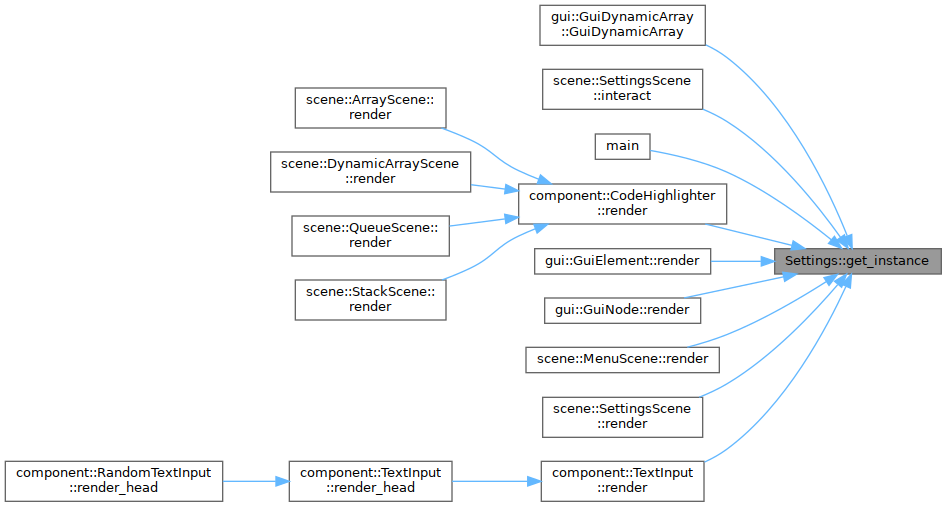 gui::GuiDynamicArray
::GuiDynamicArray
scene::SettingsScene
::interact
scene::ArrayScene::
render
main
scene::DynamicArrayScene
::render
component::CodeHighlighter
::render
scene::QueueScene::
render
gui::GuiElement::render
Settings::get_instance
scene::StackScene::
render
gui::GuiNode::render
scene::MenuScene::render
scene::SettingsScene
::render
component::RandomTextInput
::render_head
component::TextInput
::render_head
component::TextInput
::render